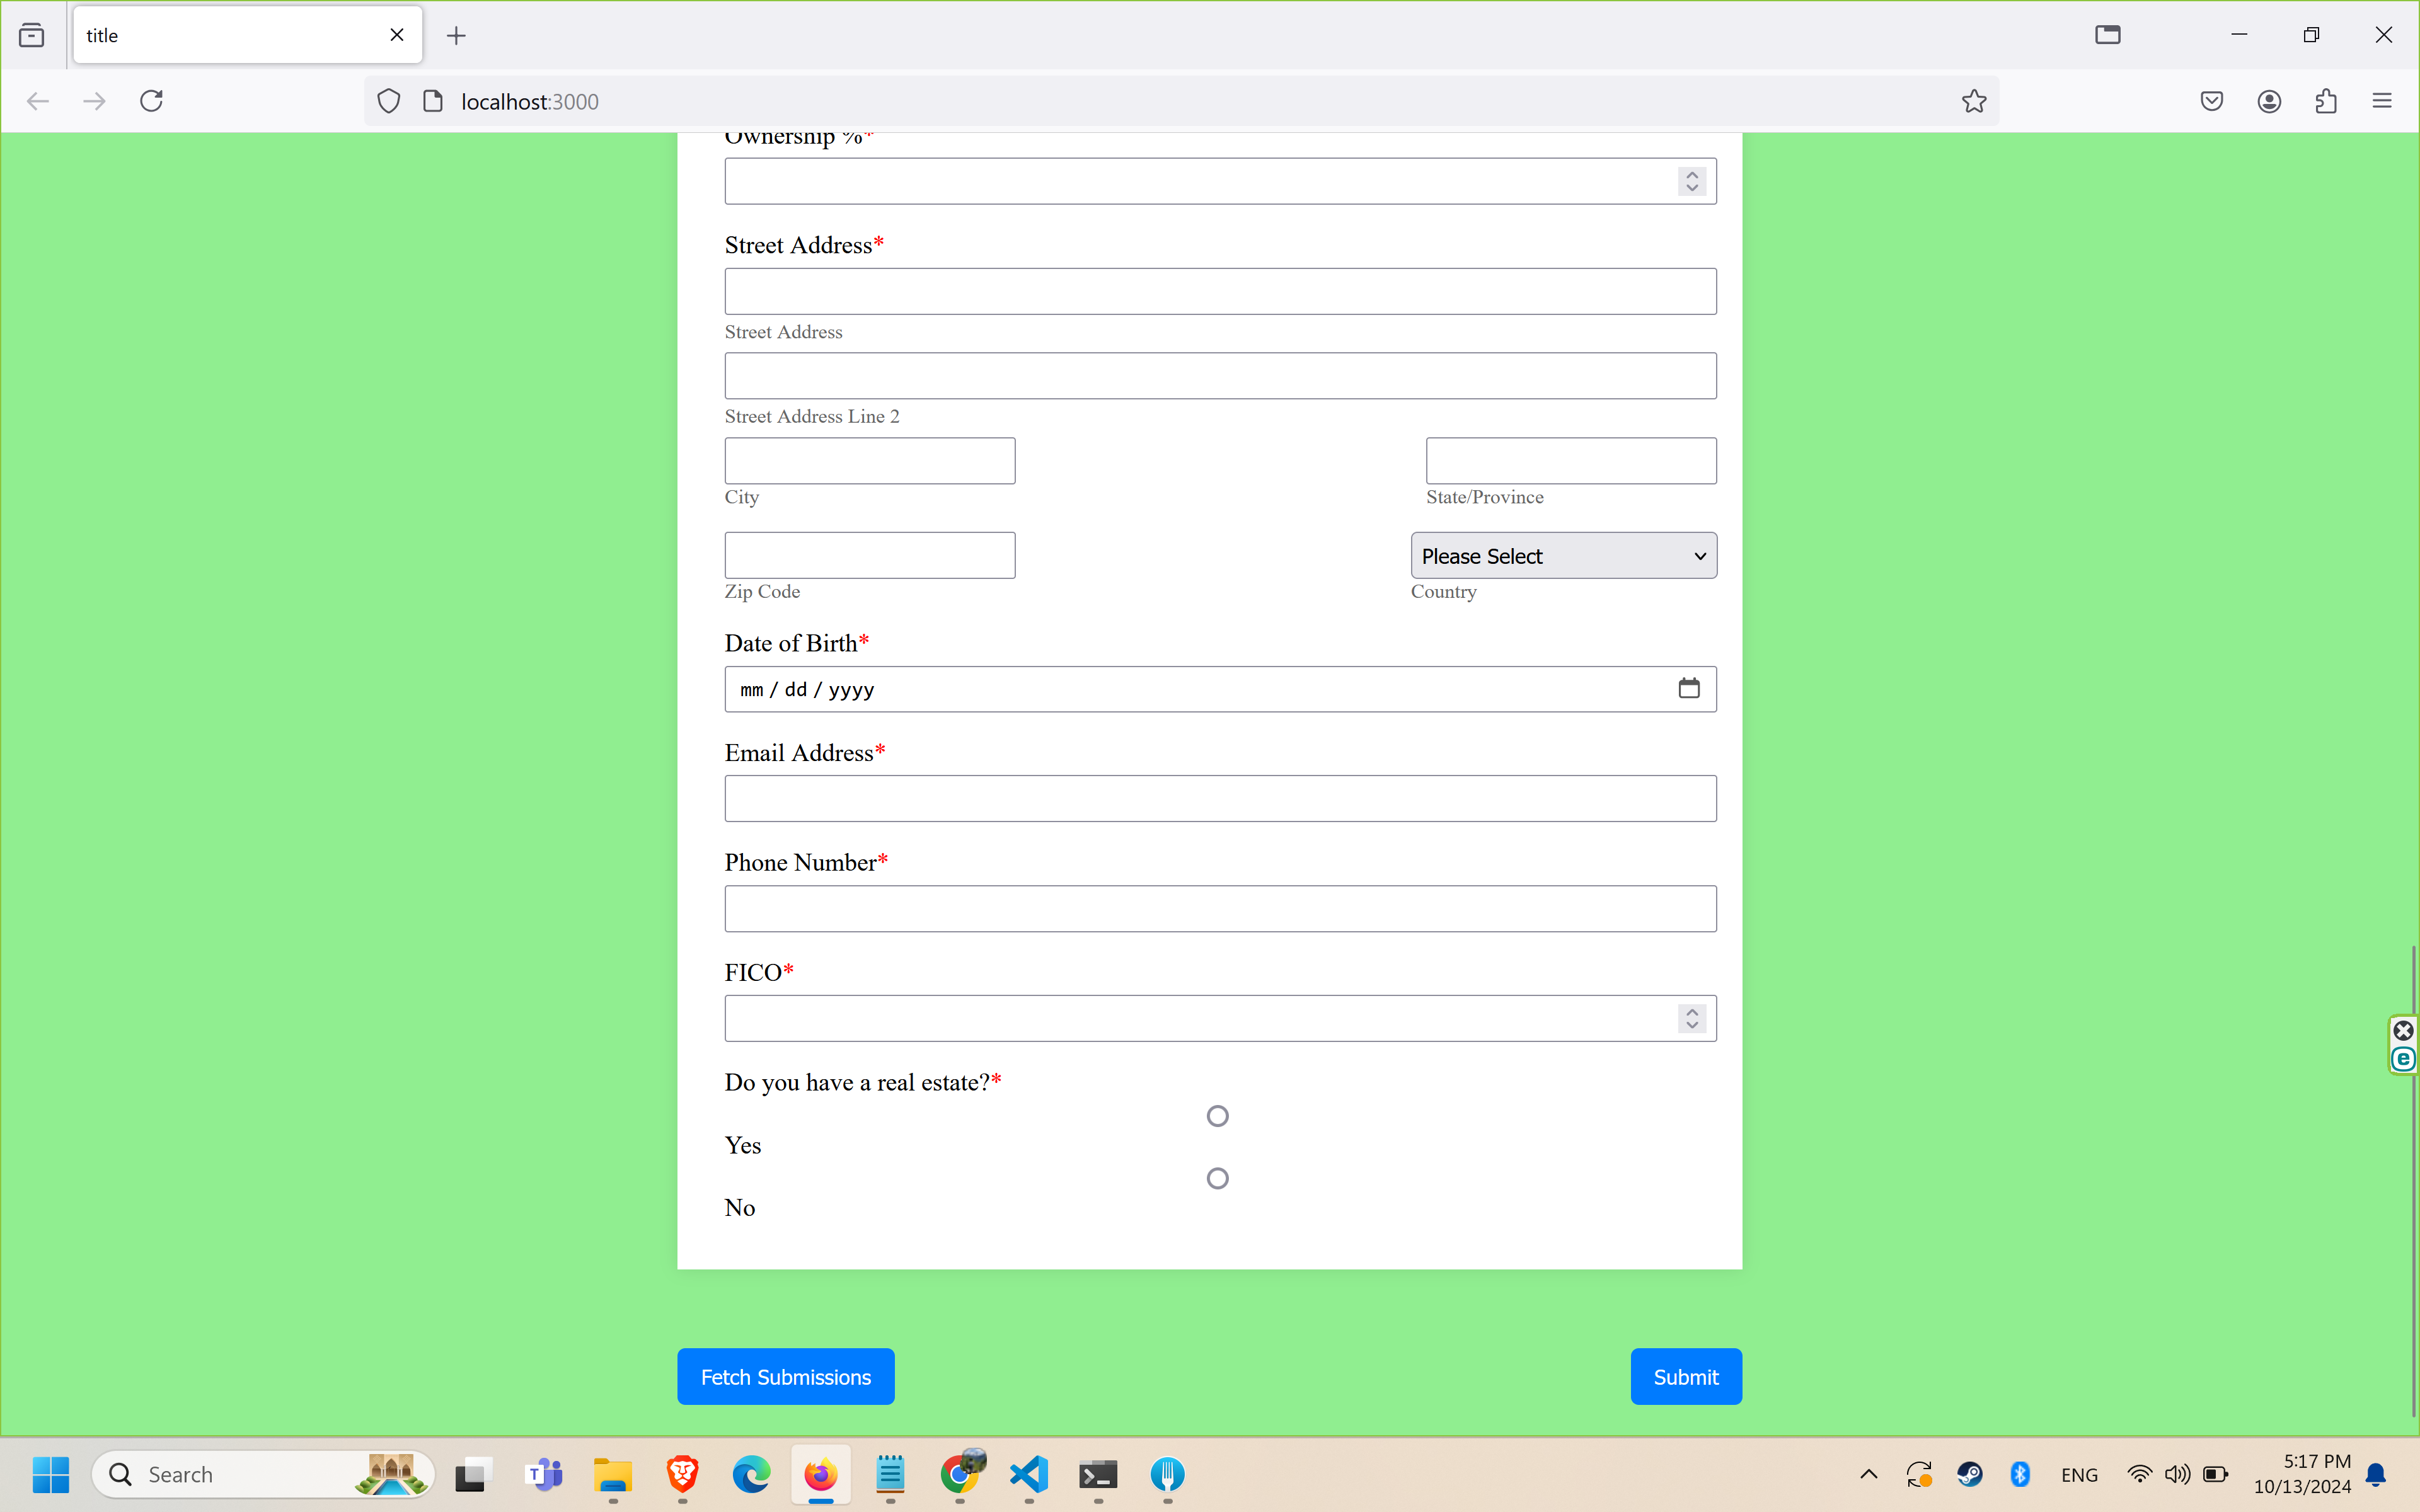 title
localhost:3000
Ownership %*
Street Address*
Street Address
Street Address Line 2
City
State/Province
Zip Code
Please Select
Country
Date of Birth*
mm / dd / yyyy
Email Address*
Phone Number*
FICO*
Do you have a real estate?*
Yes
No
Fetch Submissions
Submit
Search
ENG
5:17 PM
10/13/2024